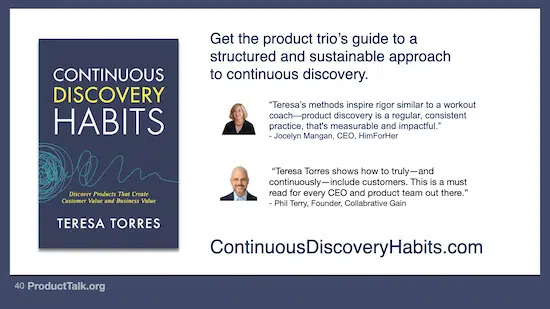 CONTINUOUS
DISCOVERY
HABITS
Discover Products That Create
Customer Value and Business Value
TERESA TORRES
Get the product trio's guide to a
structured and sustainable approach
to continuous discovery.
"Teresa's methods inspire rigor similar to a workout
coach—product discovery is a regular, consistent
practice, that's measurable and impactful."
- Jocelyn Mangan, CEO, HimForHer
"Teresa Torres shows how to truly—and
continuously—include customers. This is a must
read for every CEO and product team out there."
- Phil Terry, Founder, Collabrative Gain
ContinuousDiscoveryHabits.com
40 ProductTalk.org